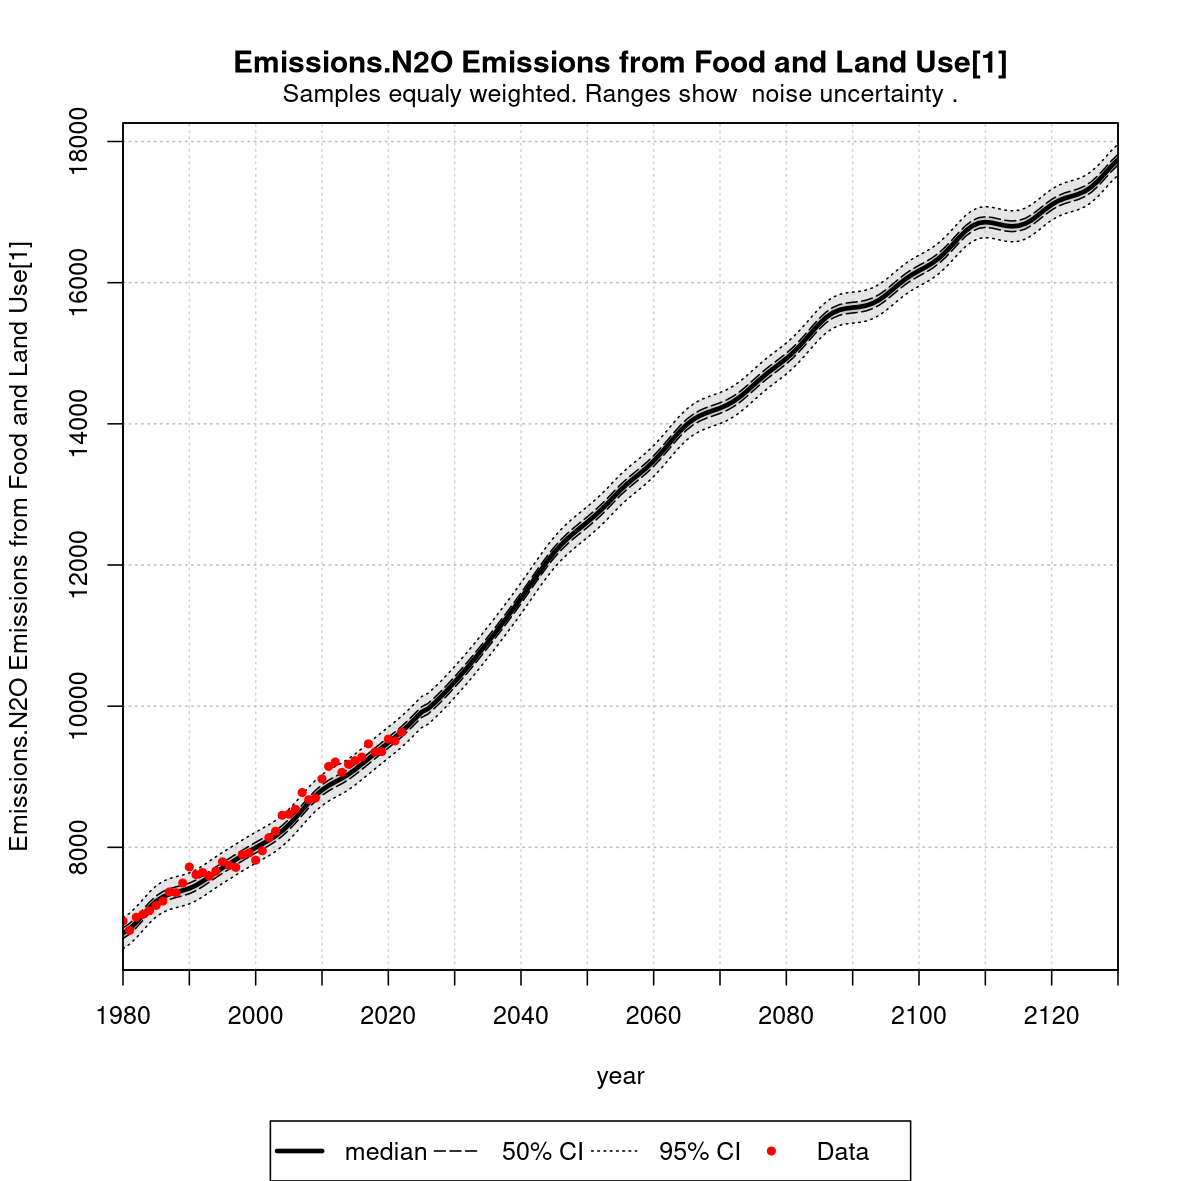 Emissions.N2O Emissions from Food and Land Use[1]
Samples equaly weighted. Ranges show  noise uncertainty .
Emissions.N2O Emissions from Food and Land Use[1]
18000
16000
14000
12000
10000
8000
1980 2000 2020 2040 2060 2080 2100 2120
year
median 50% CI 95% CI Data